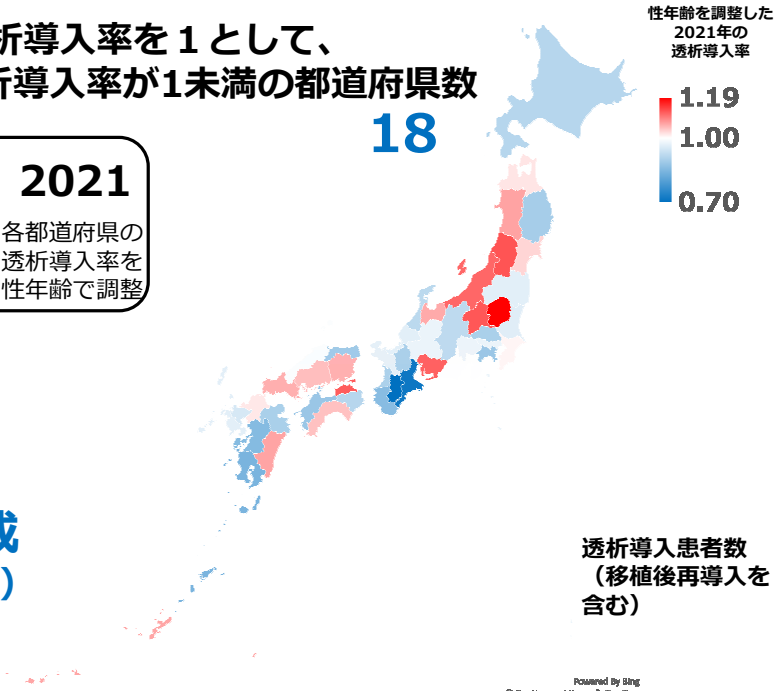 析導入率を１として、
析導入率が1未満の都道府県数
18
2021
各都道府県の
透析導入率を
性年齢で調整
性年齢を調整した
2021年の
透析導入率
1.19
1.00
0.70
)
透析導入患者数
（移植後再導入を
含む）
Powered by Bing